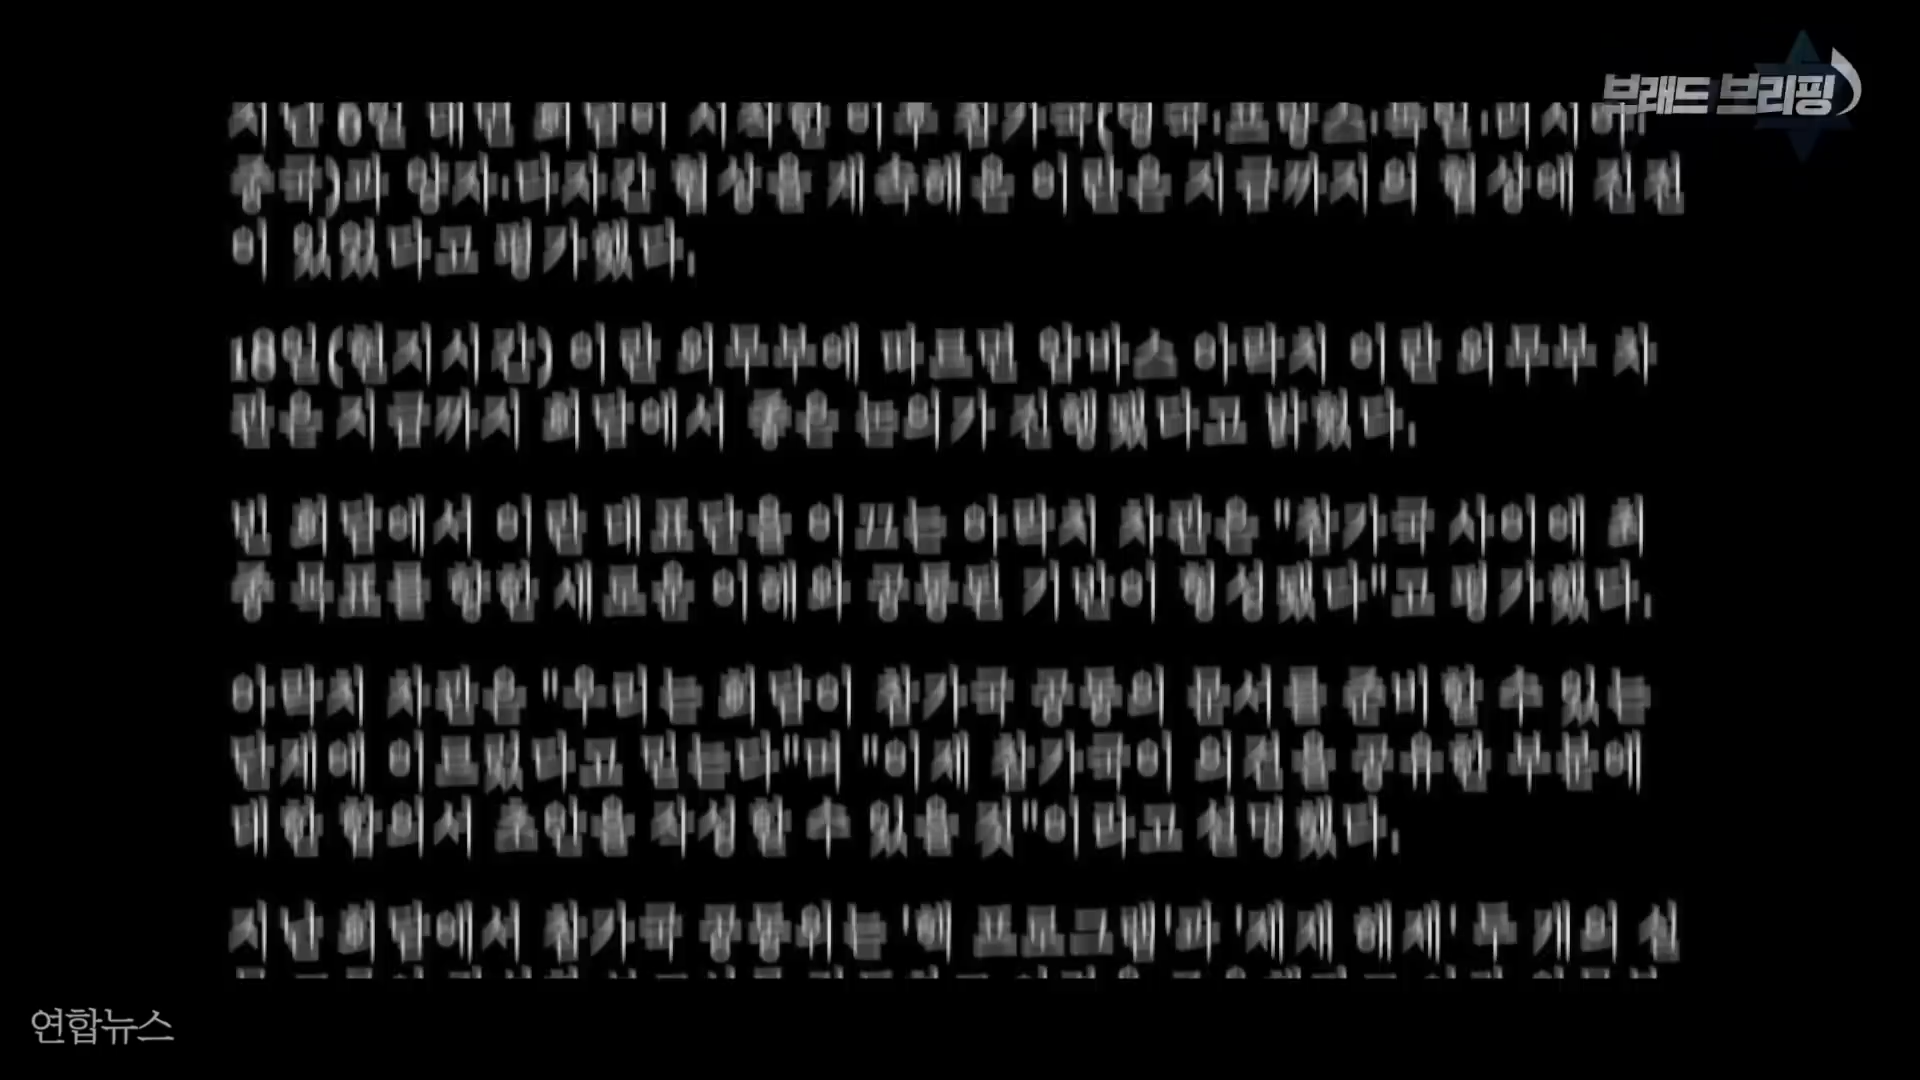 브래드 브리핑
지난 6일 대면 회담이 시작한 이후 참가국(영국·프랑스·독일·러시아·
중국)과 양자·다자간 협상을 계속해온 이란은 지금까지의 협상에 진전
이 있었다고 평가했다.
18일(현지시간) 이란 외무부에 따르면 압바스 아락치 이란 외무부 차
관은 지금까지 회담에서 좋은 논의가 진행됐다고 밝혔다.
빈 회담에서 이란 대표단을 이끄는 아락치 차관은 "참가국 사이에 최
종 목표를 향한 새로운 이해와 공통된 기반이 형성됐다"고 평가했다.
아락치 차관은 "우리는 회담이 참가국 공동의 문서를 준비할 수 있는
단계에 이르렀다고 믿는다"며 "이제 참가국이 의견을 공유한 부분에
대한 합의서 초안을 작성할 수 있을 것"이라고 설명했다.
지난 회담에서 참가국 공동위는 '핵 프로그램'과 '제재 해제' 두 개의 실
연합뉴스